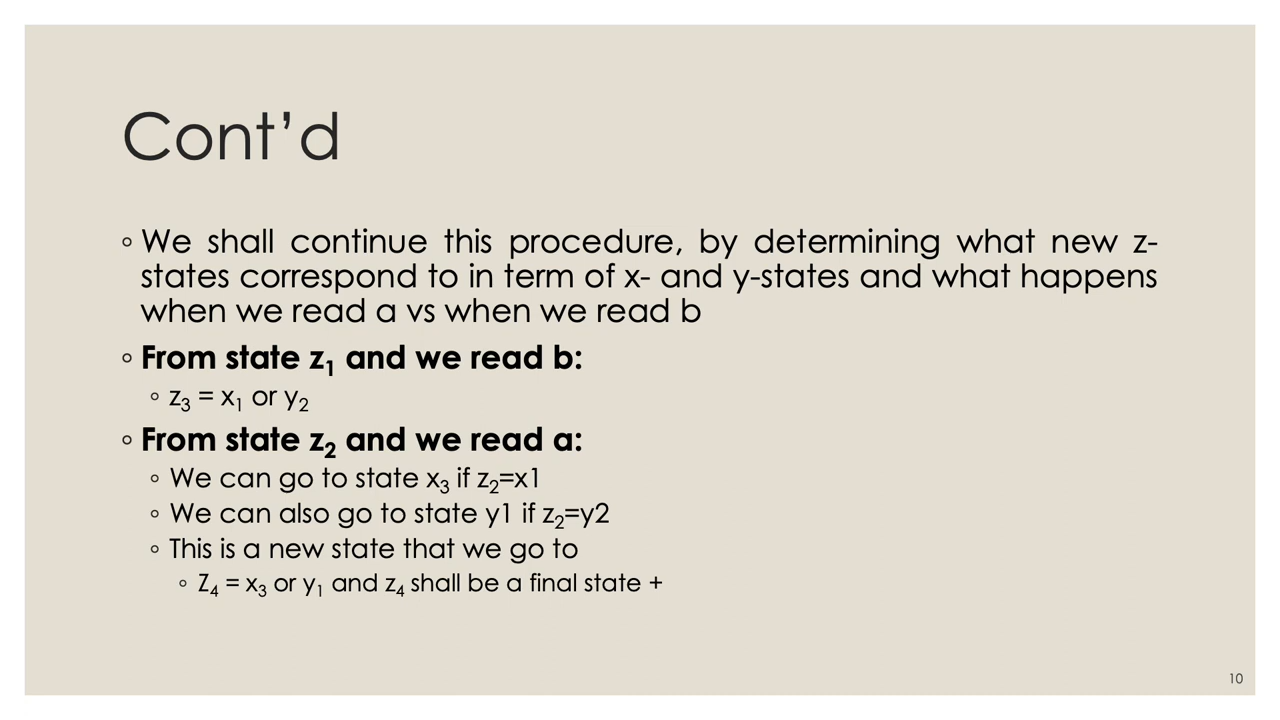 Cont’d
◦ We shall continue this procedure, by determining what new z-
states correspond to in term of x- and y-states and what happens
when we read a vs when we read b
◦ From state z₁ and we read b:
◦ z₃ = x₁ or y₂
◦ From state z₂ and we read a:
◦ We can go to state x₃ if z₂=x1
◦ We can also go to state y1 if z₂=y2
◦ This is a new state that we go to
◦ Z₄ = x₃ or y₁ and z₄ shall be a final state +
10